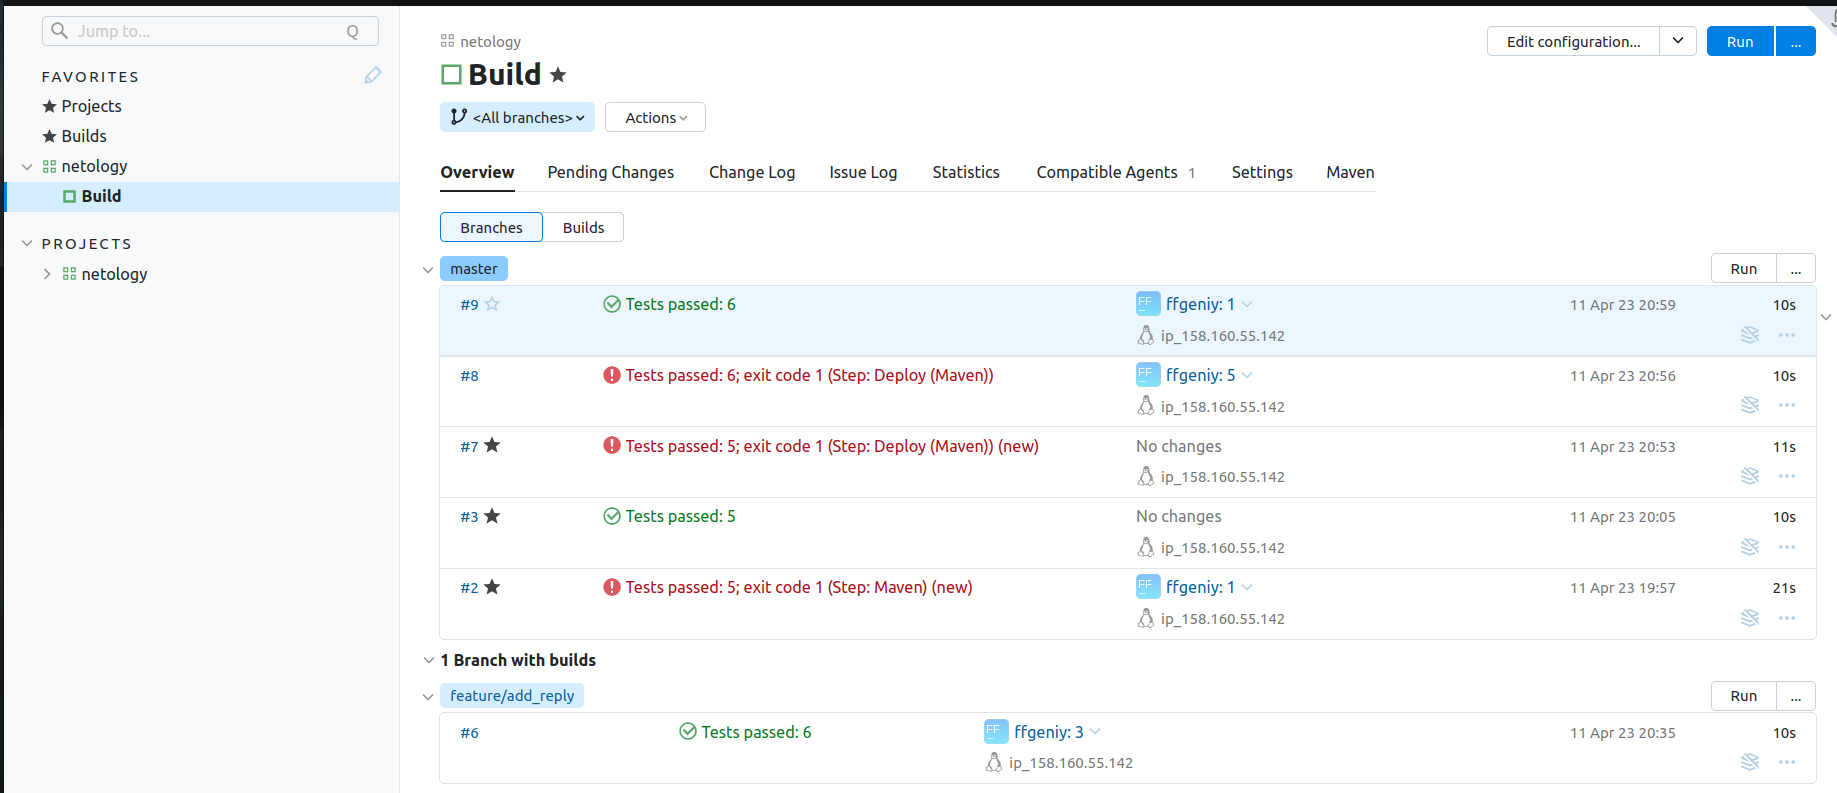 Jump to... Q
FAVORITES
Projects
Builds
netology
Build
PROJECTS
netology
netology
Edit configuration... Run ...
Build
<All branches> Actions
Overview Pending Changes Change Log Issue Log Statistics Compatible Agents 1 Settings Maven
Branches Builds
master Run ...
#9 Tests passed: 6 FF ffgeniy: 1 11 Apr 23 20:59 10s
ip_158.160.55.142
#8 Tests passed: 6; exit code 1 (Step: Deploy (Maven)) FF ffgeniy: 5 11 Apr 23 20:56 10s
ip_158.160.55.142
#7 Tests passed: 5; exit code 1 (Step: Deploy (Maven)) (new) No changes 11 Apr 23 20:53 11s
ip_158.160.55.142
#3 Tests passed: 5 No changes 11 Apr 23 20:05 10s
ip_158.160.55.142
#2 Tests passed: 5; exit code 1 (Step: Maven) (new) FF ffgeniy: 1 11 Apr 23 19:57 21s
ip_158.160.55.142
1 Branch with builds
feature/add_reply Run ...
#6 Tests passed: 6 FF ffgeniy: 3 11 Apr 23 20:35 10s
ip_158.160.55.142